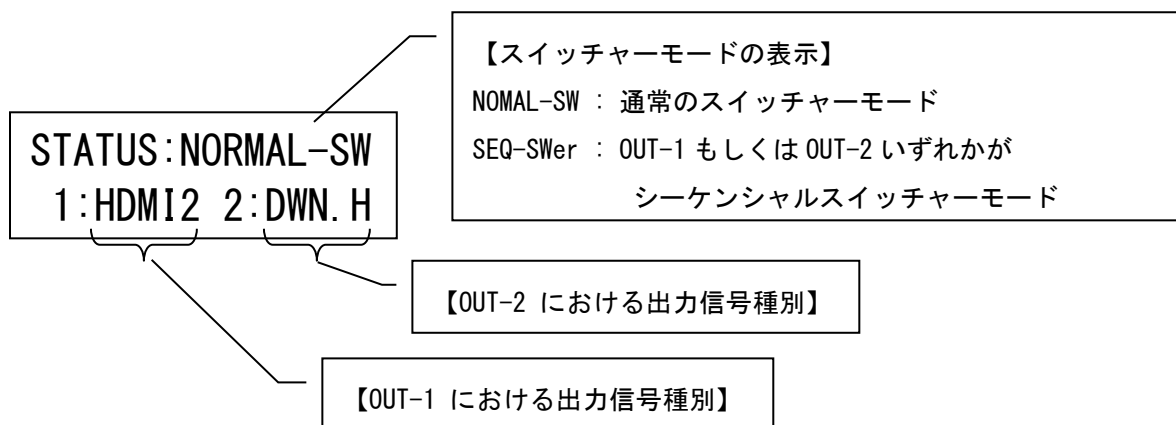 【スイッチャーモードの表示】
NOMAL-SW : 通常のスイッチャーモード
SEQ-SWer : OUT-1 もしくは OUT-2 いずれかが
シーケンシャルスイッチャーモード
STATUS:NORMAL-SW
1:HDMI2 2:DWN.H
【OUT-2 における出力信号種別】
【OUT-1 における出力信号種別】